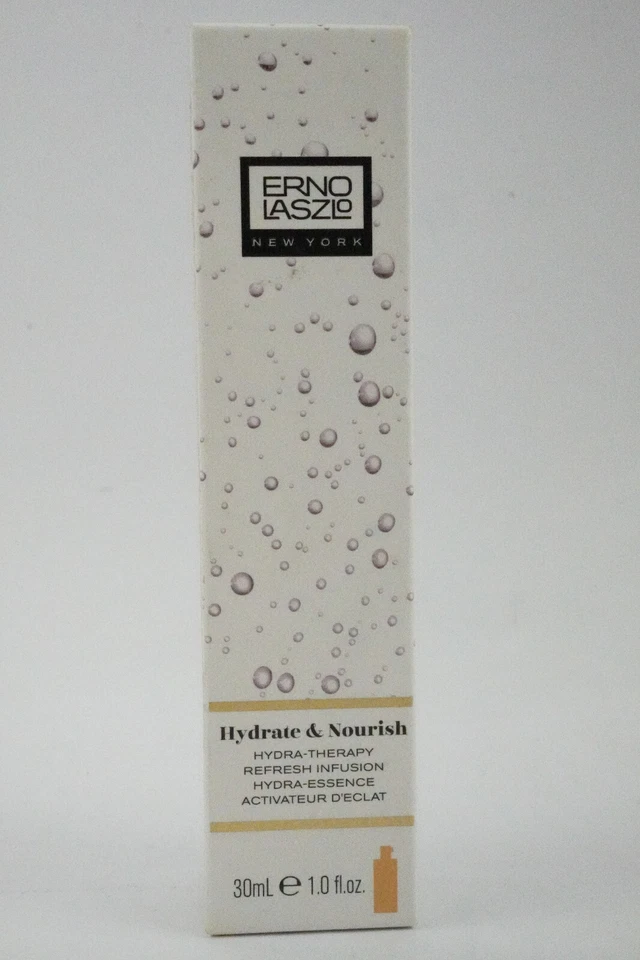 ERNO
LASZLO
NEW YORK
Hydrate & Nourish
HYDRA-THERAPY
REFRESH INFUSION
HYDRA-ESSENCE
ACTIVATEUR D'ECLAT
30mL ℮ 1.0 fl.oz.